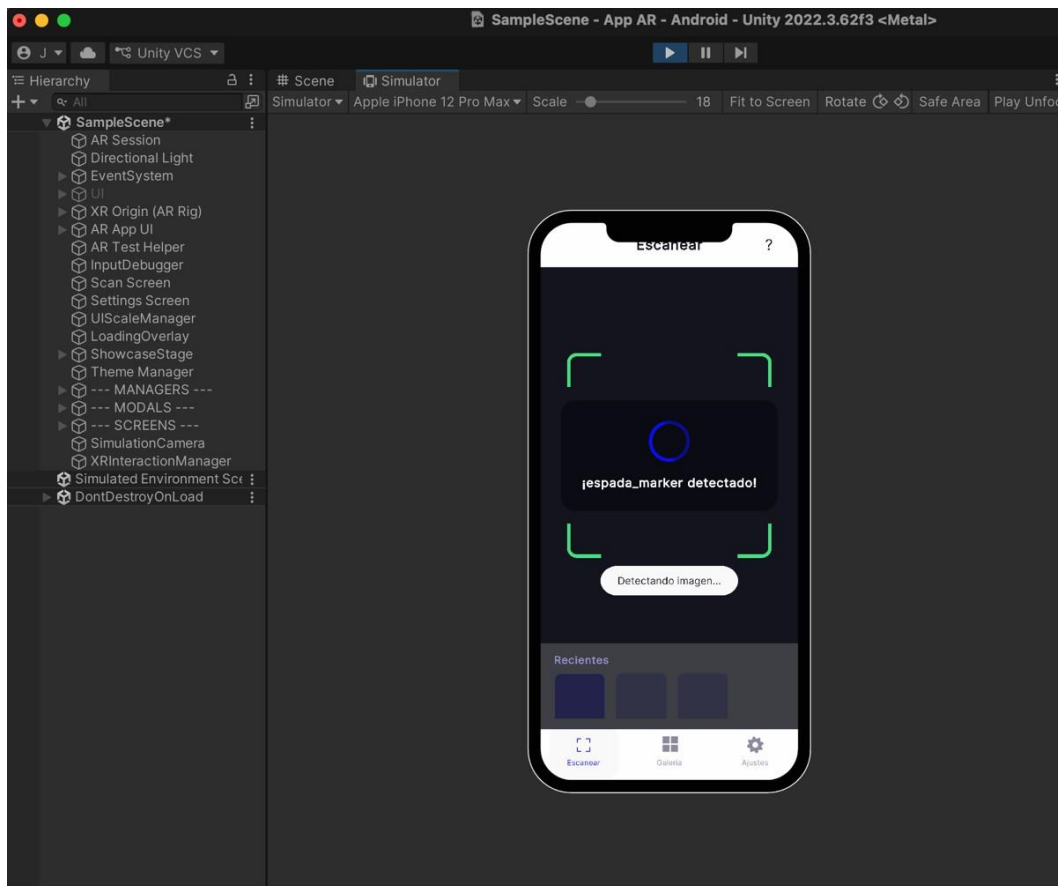 SampleScene - App AR - Android - Unity 2022.3.62f3 <Metal>
J Unity VCS
Hierarchy
Scene Simulator
All
Simulator Apple iPhone 12 Pro Max Scale 18 Fit to Screen Rotate Safe Area Play Unfo
SampleScene*
AR Session
Directional Light
EventSystem
UI
XR Origin (AR Rig)
AR App UI
AR Test Helper
InputDebugger
Scan Screen
Settings Screen
UIScaleManager
LoadingOverlay
ShowcaseStage
Theme Manager
--- MANAGERS ---
--- MODALS ---
--- SCREENS ---
SimulationCamera
XRInteractionManager
Simulated Environment Sce
DontDestroyOnLoad
Escanear ?
¡espada_marker detectado!
Detectando imagen...
Recientes
Escanear Galería Ajustes